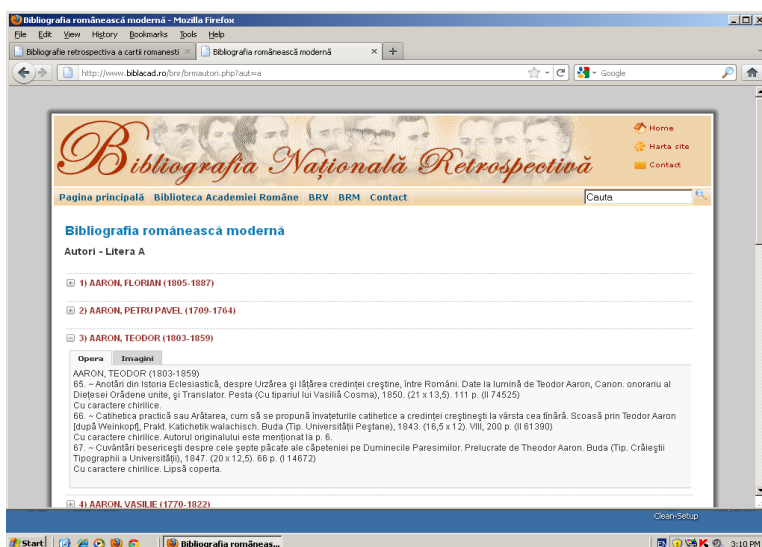 Bibliografia românească modernă - Mozilla Firefox
File Edit View History Bookmarks Tools Help
Bibliografie retrospectiva a cartii romanesti
Bibliografia românească modernă
http://www.biblacad.ro/bnr/brmautori.php?aut=a
Google
Bibliografia Naţională Retrospectivă
Home
Harta site
Contact
Pagina principală Biblioteca Academiei Române BRV BRM Contact
Cauta
Bibliografia românească modernă
Autori - Litera A
1) AARON, FLORIAN (1805-1887)
2) AARON, PETRU PAVEL (1709-1764)
3) AARON, TEODOR (1803-1859)
Opera Imagini
AARON, TEODOR (1803-1859)
65. ~ Anotări din Istoria Eclesiastică, despre Urzărea şi lăţărea credinţei creştine, între Români. Date la lumină de Teodor Aaron, Canon. onorariu al
Dieţesei Orădene unite, şi Translator. Pesta (Cu tipariul lui Vasiliă Cosma), 1850. (21 x 13,5). 111 p. (II 74525)
Cu caractere chirilice.
66. ~ Catihetica practică sau Arătarea, cum să se propună învaţeturile catihetice a credinţei creştineşti la vârsta cea tînără. Scoasă prin Teodor Aaron
[după Weinkopf], Prakt. Katichetik walachisch. Buda (Tip. Universităţii Peştane), 1843. (16,5 x 12). VIII, 200 p. (II 61390)
Cu caractere chirilice. Autorul originalului este menţionat la p. 6.
67. ~ Cuvântări besericeşti despre cele şepte păcate ale căpeteniei pe Duminecile Paresimilor. Prelucrate de Theodor Aaron. Buda (Tip. Crăieştii
Tipographii a Universităţii), 1847. (20 x 12,5). 66 p. (I 14672)
Cu caractere chirilice. Lipsă coperta.
4) AARON, VASILIE (1770-1822)
Clean-Setup
Start
Bibliografia româneas...
3:10 PM